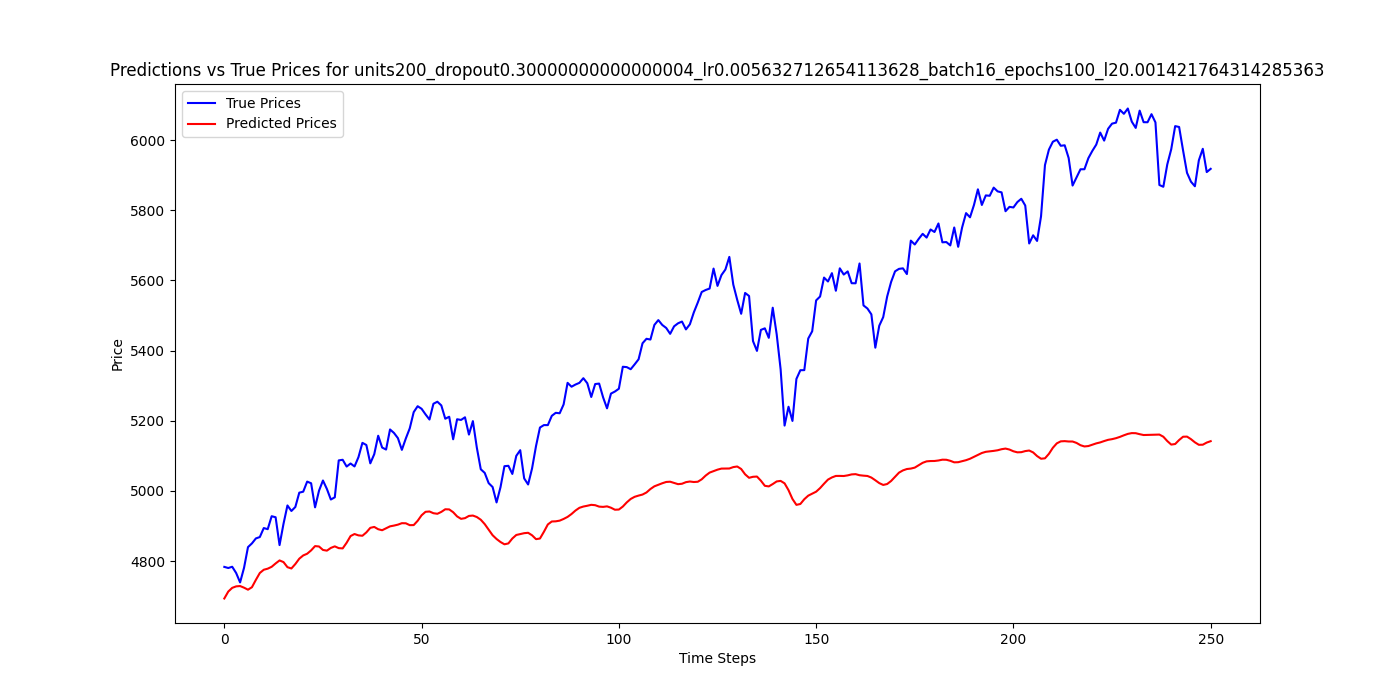 Predictions vs True Prices for units200_dropout0.30000000000000004_lr0.005632712654113628_batch16_epochs100_l20.001421764314285363
True Prices
Predicted Prices
6000
5800
5600
5400
5200
5000
4800
Price
0
50
100
150
200
250
Time Steps